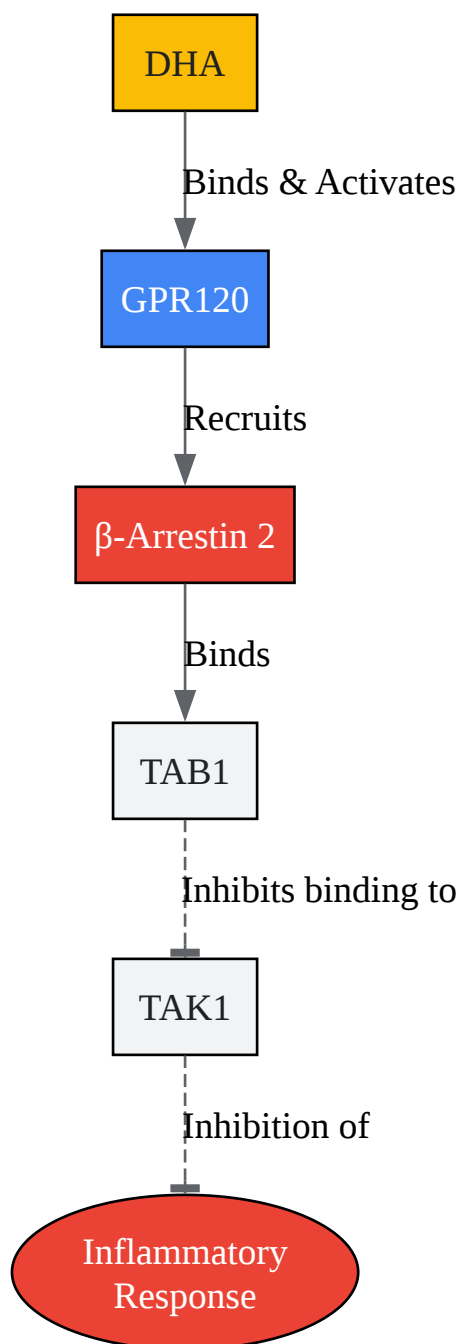 DHA
Binds & Activates
GPR120
Recruits
β-Arrestin 2
Binds
TAB1
Inhibits binding to
TAK1
Inhibition of
Inflammatory
Response